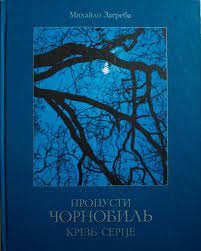 Михайло Загреба
ПРОПУСТИ
ЧОРНОБИЛЬ
КРІЗЬ СЕРЦЕ